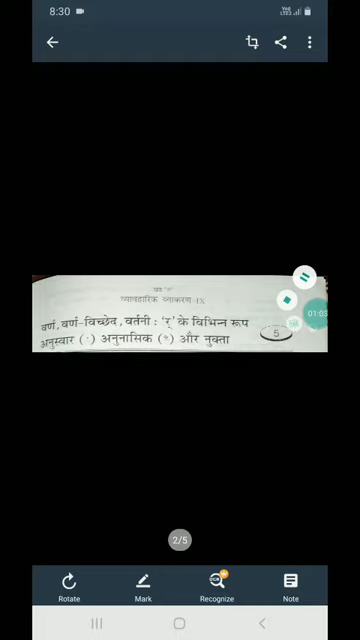 8:30
VoLTE2
व्यावहारिक व्याकरण-IX
वर्ण, वर्ण-विच्छेद, वर्तनी: 'र्' के विभिन्न रूप
अनुस्वार (ं) अनुनासिक (ँ) और नुक्ता
5
01:03
2/5
Rotate
Mark
Recognize
Note